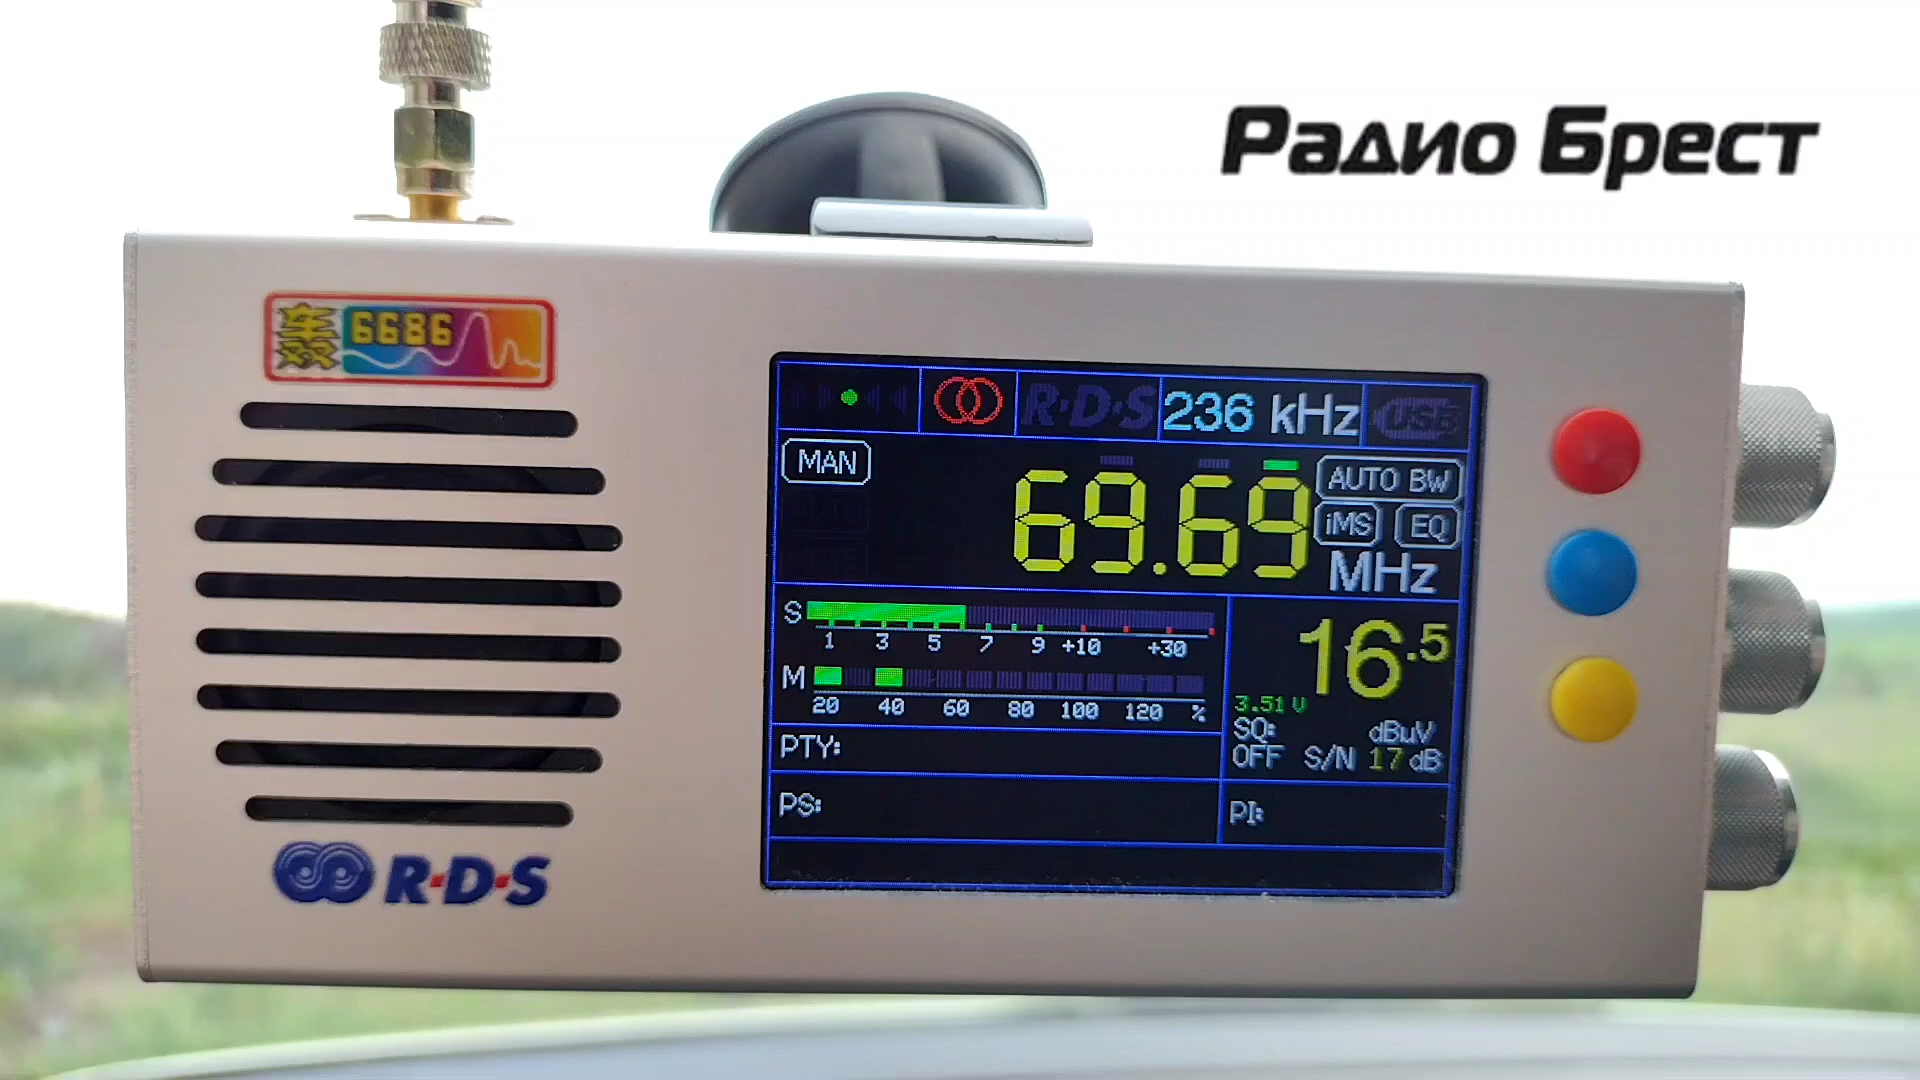 Радио Брест
6686
R·D·S 236 kHz USB
MAN
69.69
AUTO BW
iMS EQ
MHz
S
1 3 5 7 9 +10 +30
M
20 40 60 80 100 120 %
16.5
3.51 V
SQ: dBuV
OFF S/N 17 dB
PTY:
PS:
PI:
R·D·S